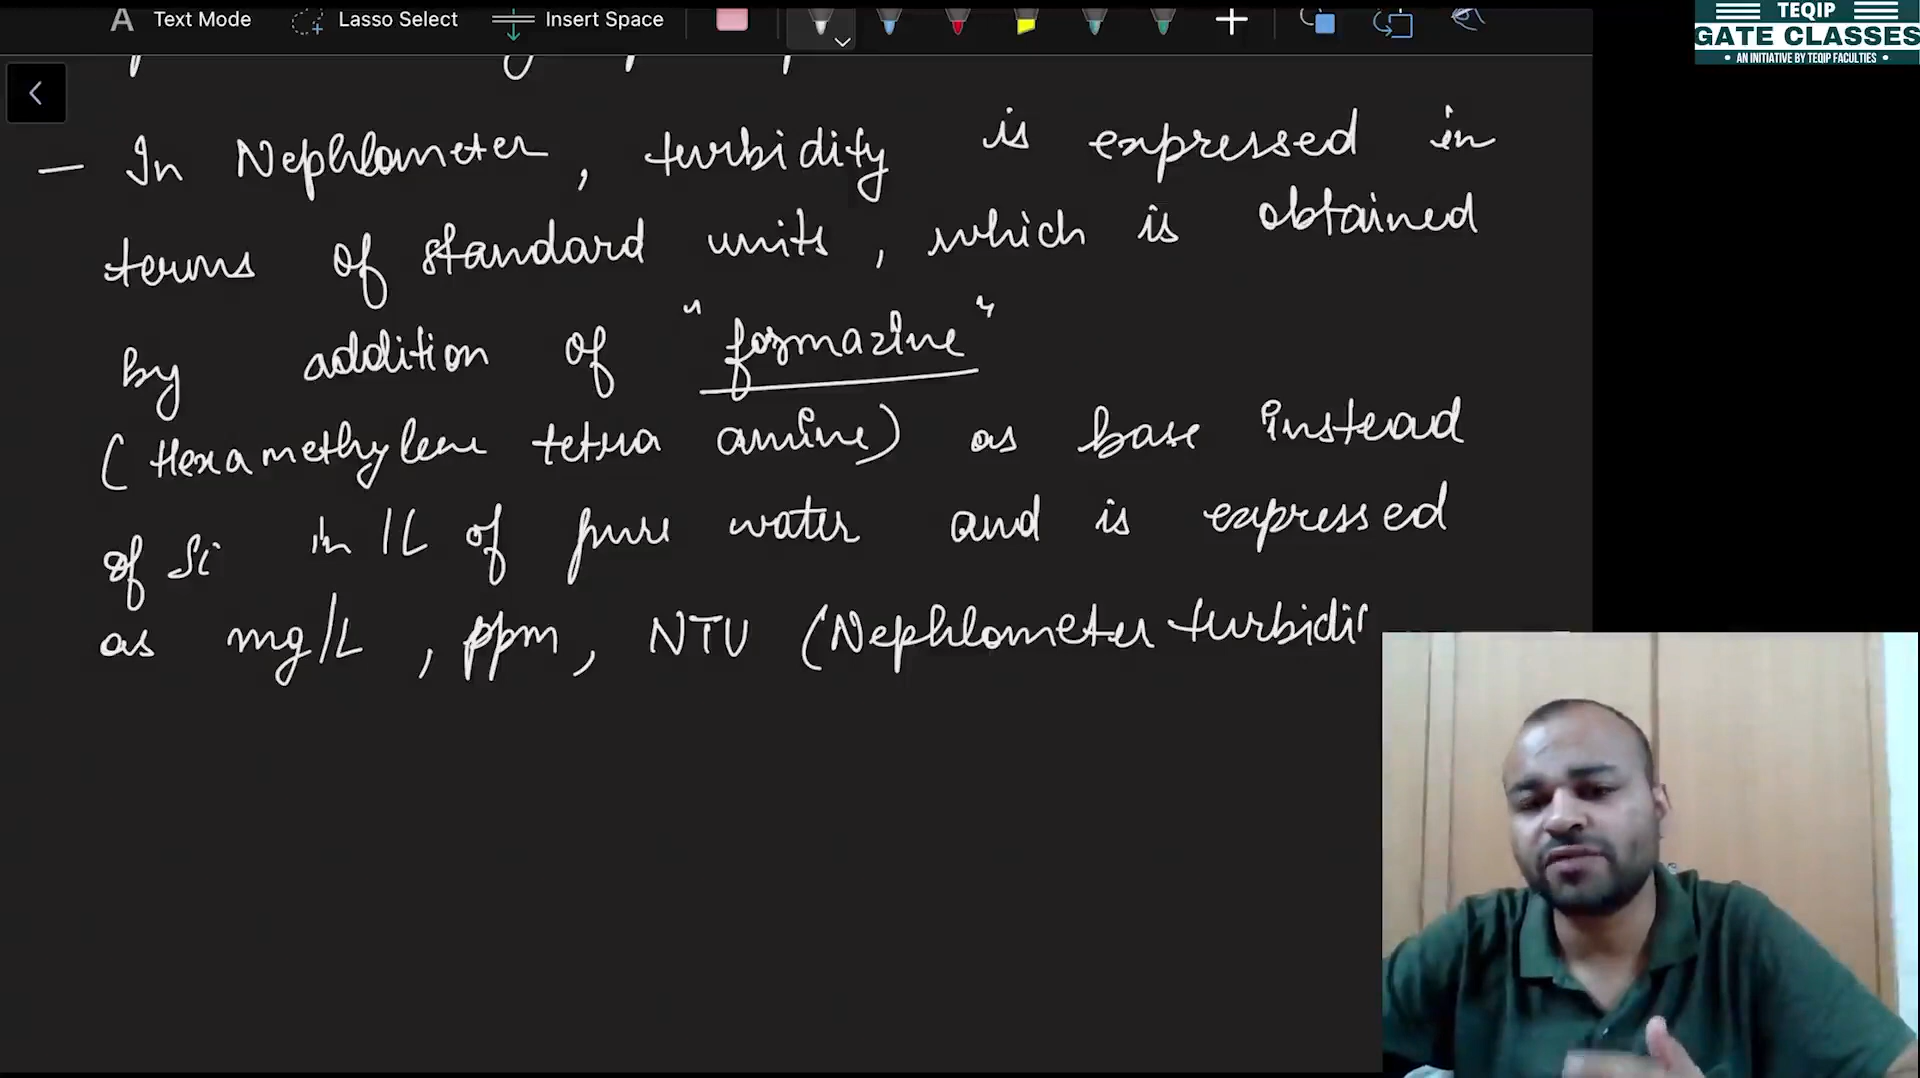 Text Mode Lasso Select Insert Space
TEQIP
GATE CLASSES
• AN INITIATIVE BY TEQIP FACULTIES •
- In Nephlometer, turbidity is expressed in
terms of standard units, which is obtained
by addition of "formazine"
(Hexamethylene tetra amine) as base instead
of Si in 1L of pure water and is expressed
as mg/L, ppm, NTU (Nephlometer turbidi